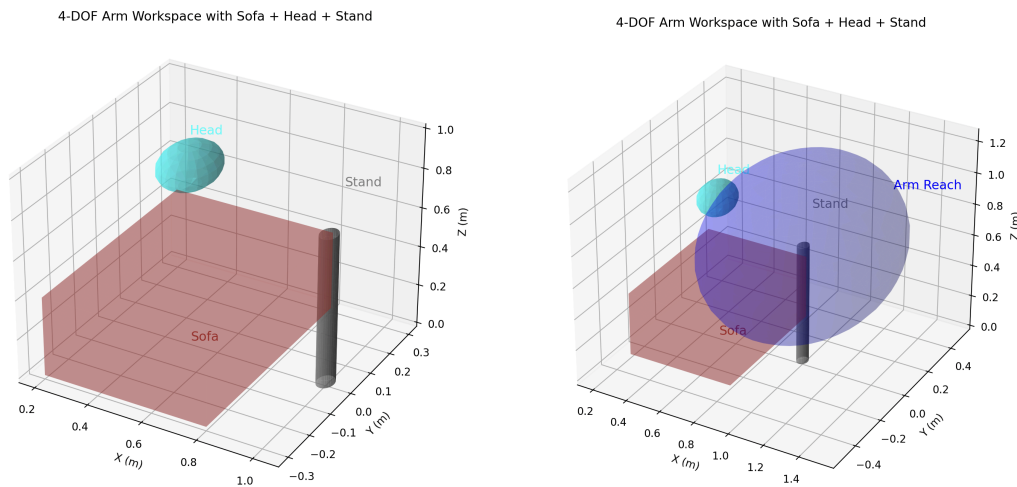 4-DOF Arm Workspace with Sofa + Head + Stand
Head
Stand
Sofa
1.0
0.8
0.6
0.4
0.2
0.0
Z (m)
0.3
0.2
0.1
0.0
−0.1
−0.2
−0.3
Y (m)
0.2
0.4
0.6
0.8
1.0
X (m)
4-DOF Arm Workspace with Sofa + Head + Stand
Head
Arm Reach
Stand
Sofa
1.2
1.0
0.8
0.6
0.4
0.2
0.0
Z (m)
0.4
0.2
0.0
−0.2
−0.4
Y (m)
0.2
0.4
0.6
0.8
1.0
1.2
1.4
X (m)